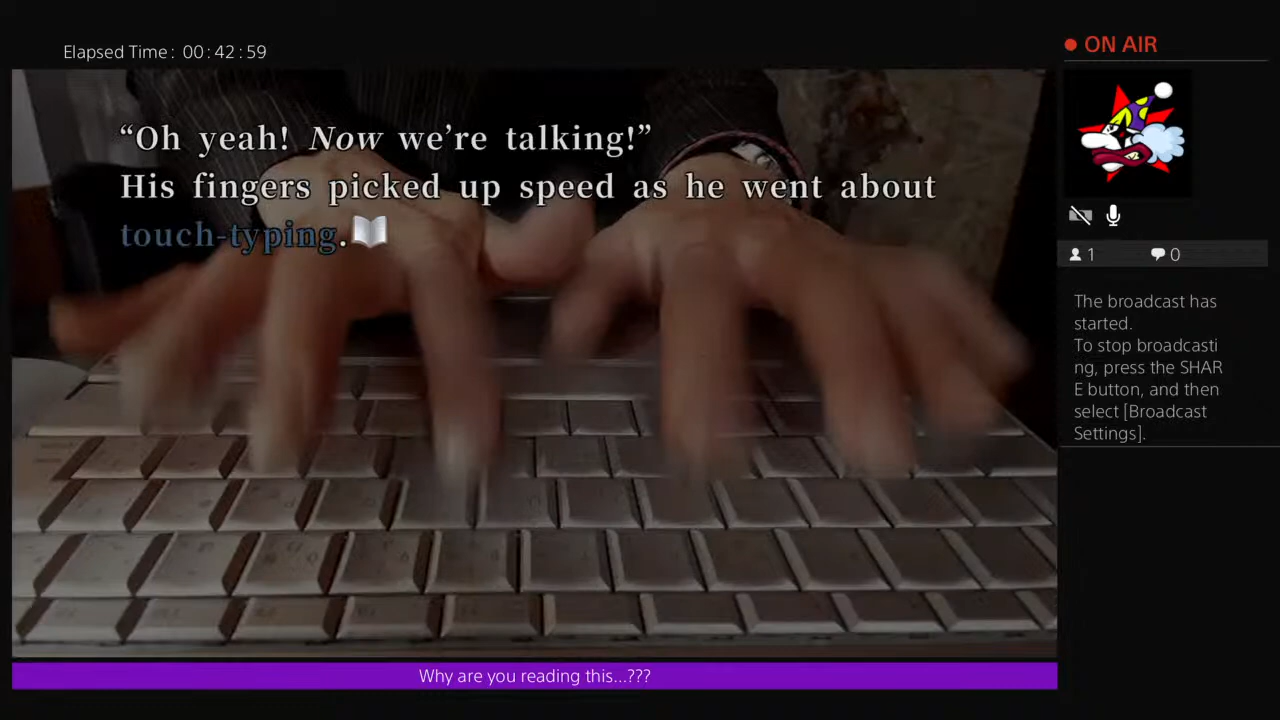 Elapsed Time: 00:42:59
ON AIR
“Oh yeah! Now we’re talking!”
His fingers picked up speed as he went about
touch-typing.
1
0
The broadcast has
started.
To stop broadcasti
ng, press the SHAR
E button, and then
select [Broadcast
Settings].
Why are you reading this...???